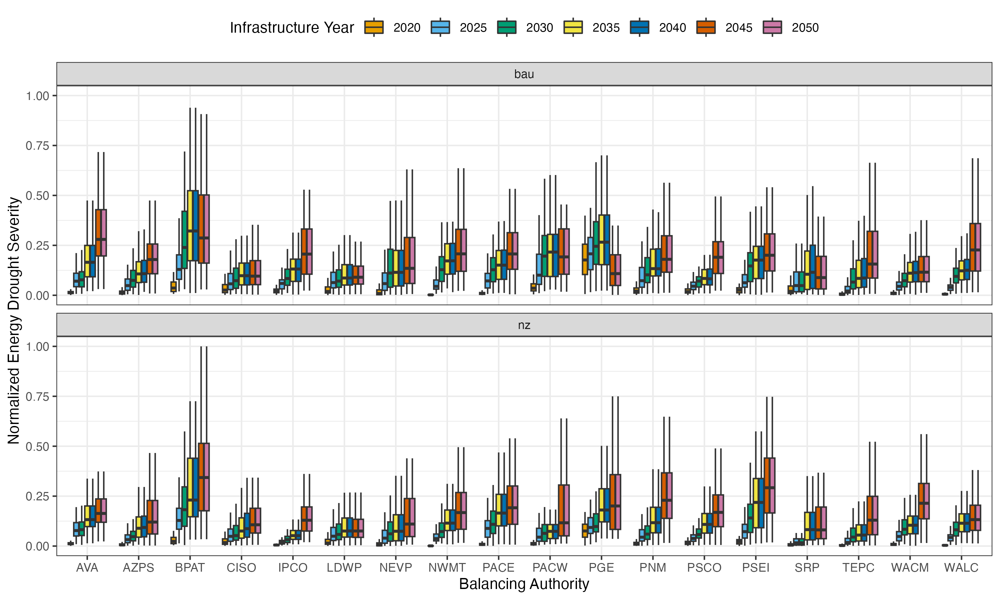 Infrastructure Year 2020 2025 2030 2035 2040 2045 2050
bau
1.00
0.75
0.50
0.25
0.00
Normalized Energy Drought Severity
nz
1.00
0.75
0.50
0.25
0.00
AVA AZPS BPAT CISO IPCO LDWP NEVP NWMT PACE PACW PGE PNM PSCO PSEI SRP TEPC WACM WALC
Balancing Authority